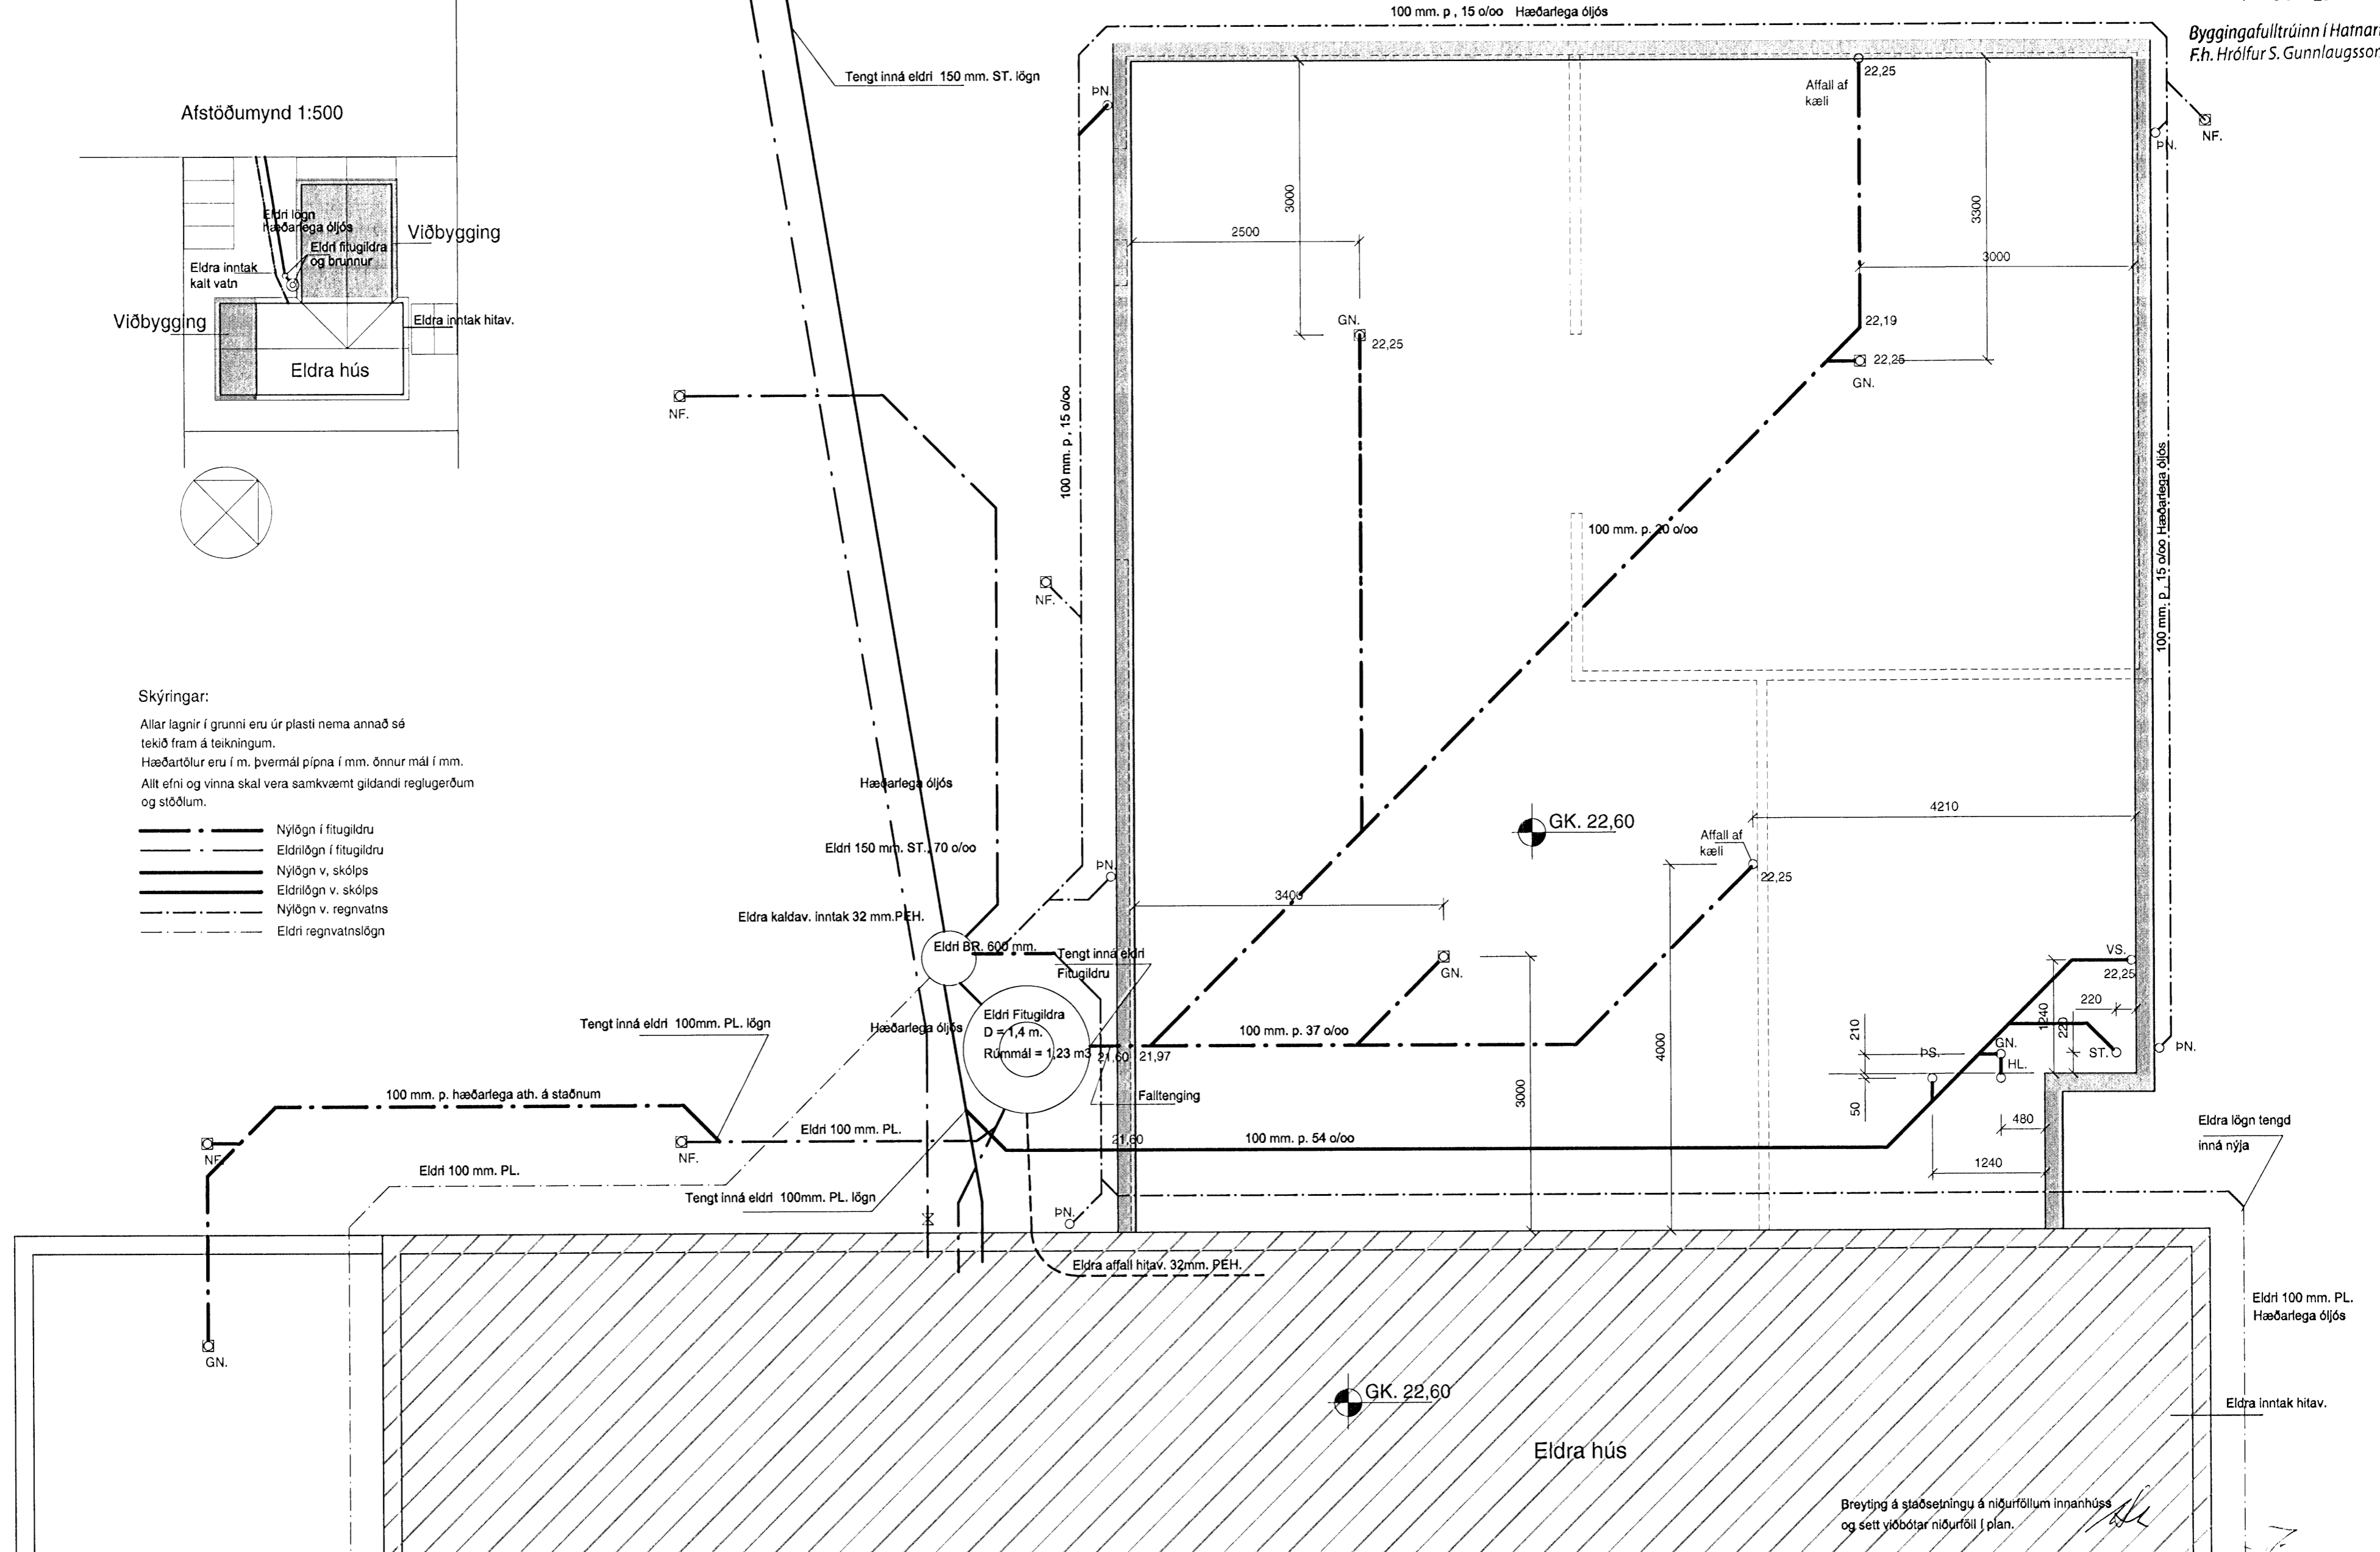 100 mm. p , 15 o/oo Hæðarlega óljós
Byggingafulltrúinn í Hafnar
F.h. Hrólfur S. Gunnlaugsson
Tengt inná eldri 150 mm. ST. lögn
Afstöðumynd 1:500
Eldri lögn
hæðarlega óljós
Viðbygging
Eldri fitugildra
og brunnur
Eldra inntak
kalt vatn
Viðbygging
Eldra inntak hitav.
Eldra hús
ÞN.
22,25
Affall af
kæli
ÞN.
NF.
3000
3300
2500
3000
GN.
22,25
22,19
22,25
GN.
NF.
100 mm. p , 15 o/oo
100 mm. p , 15 o/oo Hæðarlega óljós
100 mm. p. 20 o/oo
NF.
Skýringar:
Allar lagnir í grunni eru úr plasti nema annað sé
tekið fram á teikningum.
Hæðartölur eru í m. þvermál pípna í mm. önnur mál í mm.
Allt efni og vinna skal vera samkvæmt gildandi reglugerðum
og stöðlum.
Nýlögn í fitugildru
Eldrilögn í fitugildru
Nýlögn v, skólps
Eldrilögn v. skólps
Nýlögn v. regnvatns
Eldri regnvatnslögn
Hæðarlega óljós
GK. 22,60
4210
Affall af
kæli
22,25
Eldri 150 mm. ST., 70 o/oo
ÞN.
3400
Eldra kaldav. inntak 32 mm.PEH.
Eldri BR. 600 mm.
Tengt inná eldri
Fitugildru
GN.
VS.
22,25
220
1240
220
210
Eldri Fitugildra
D = 1,4 m.
Rúmmál = 1,23 m3
Hæðarlega óljós
Tengt inná eldri 100mm. PL. lögn
100 mm. p. 37 o/oo
21,60
21,97
4000
ÞS.
GN.
HL.
ST.
ÞN.
50
3000
Falltenging
100 mm. p. hæðarlega ath. á staðnum
Eldri 100 mm. PL.
21,60
100 mm. p. 54 o/oo
480
1240
Eldra lögn tengd
inná nýja
NF.
NF.
Eldri 100 mm. PL.
Tengt inná eldri 100mm. PL. lögn
ÞN.
Eldra affall hitav. 32mm. PEH.
Eldri 100 mm. PL.
Hæðarlega óljós
GN.
GK. 22,60
Eldra inntak hitav.
Eldra hús
Breyting á staðsetningu á niðurföllum innanhúss
og sett viðbótar niðurföll í plan.